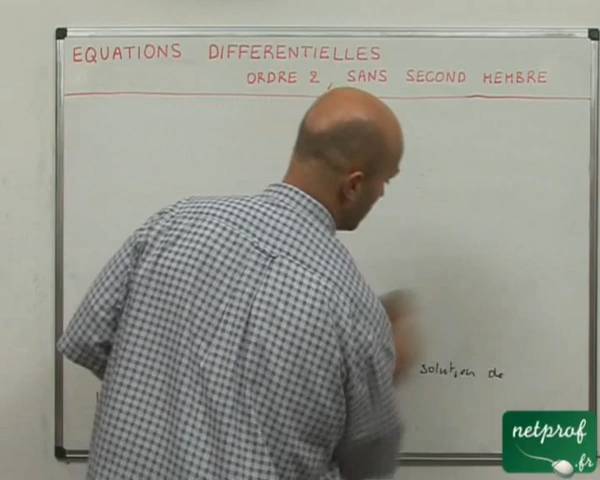 EQUATIONS DIFFERENTIELLES
ORDRE 2, SANS SECOND MEMBRE
solution de
netprof
.fr